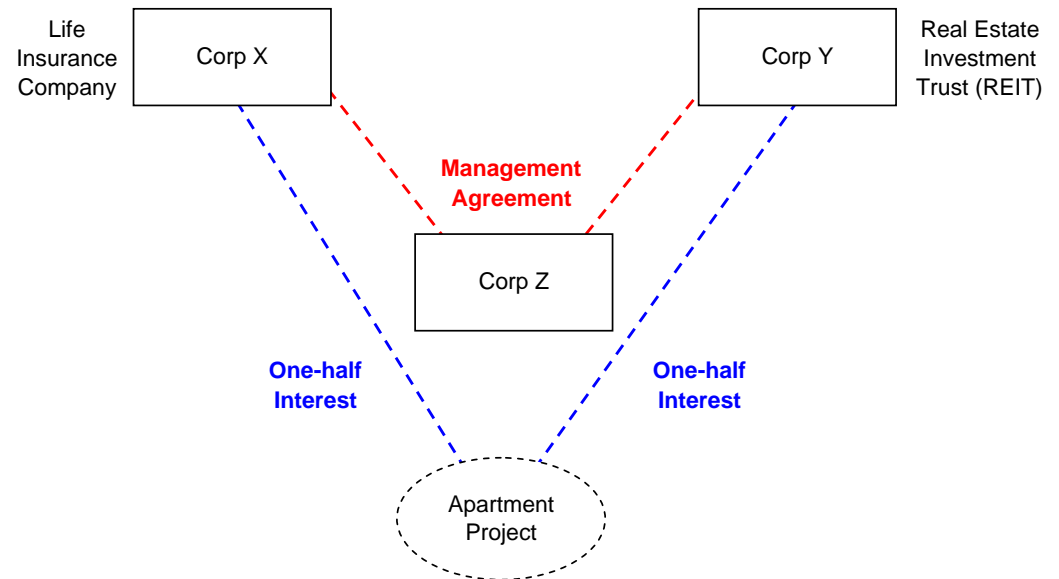 Life
Insurance
Company
Corp X
Corp Y
Real Estate
Investment
Trust (REIT)
Management
Agreement
Corp Z
One-half
Interest
One-half
Interest
Apartment
Project